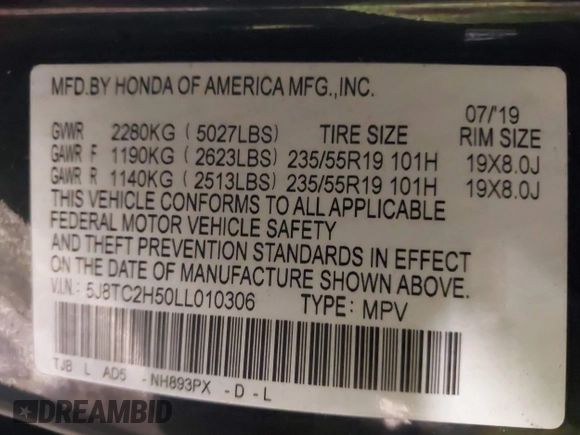 MFD.BY HONDA OF AMERICA MFG.,INC.
07/'19
GVWR 2280KG (5027LBS) TIRE SIZE RIM SIZE
GAWR F 1190KG (2623LBS) 235/55R19 101H 19X8.0J
GAWR R 1140KG (2513LBS) 235/55R19 101H 19X8.0J
THIS VEHICLE CONFORMS TO ALL APPLICABLE
FEDERAL MOTOR VEHICLE SAFETY
AND THEFT PREVENTION STANDARDS IN EFFECT
ON THE DATE OF MANUFACTURE SHOWN ABOVE.
V.I.N.: 5J8TC2H50LL010306 TYPE: MPV
TJB L AD5 -NH893PX -D-L
DREAMBID